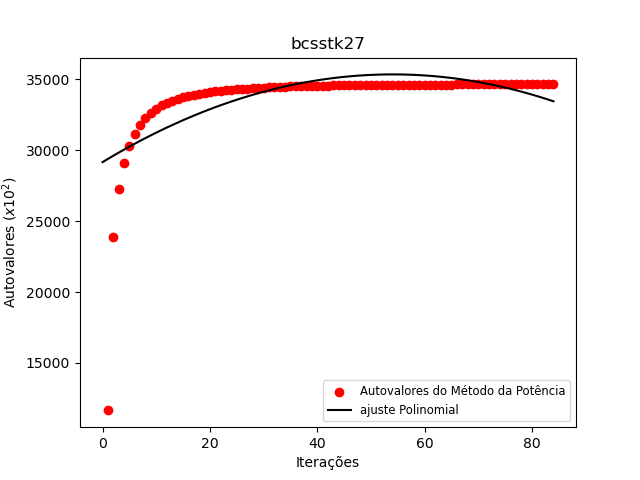 bcsstk27
Autovalores (x10²)
35000
30000
25000
20000
15000
0 20 40 60 80
Iterações
Autovalores do Método da Potência
ajuste Polinomial